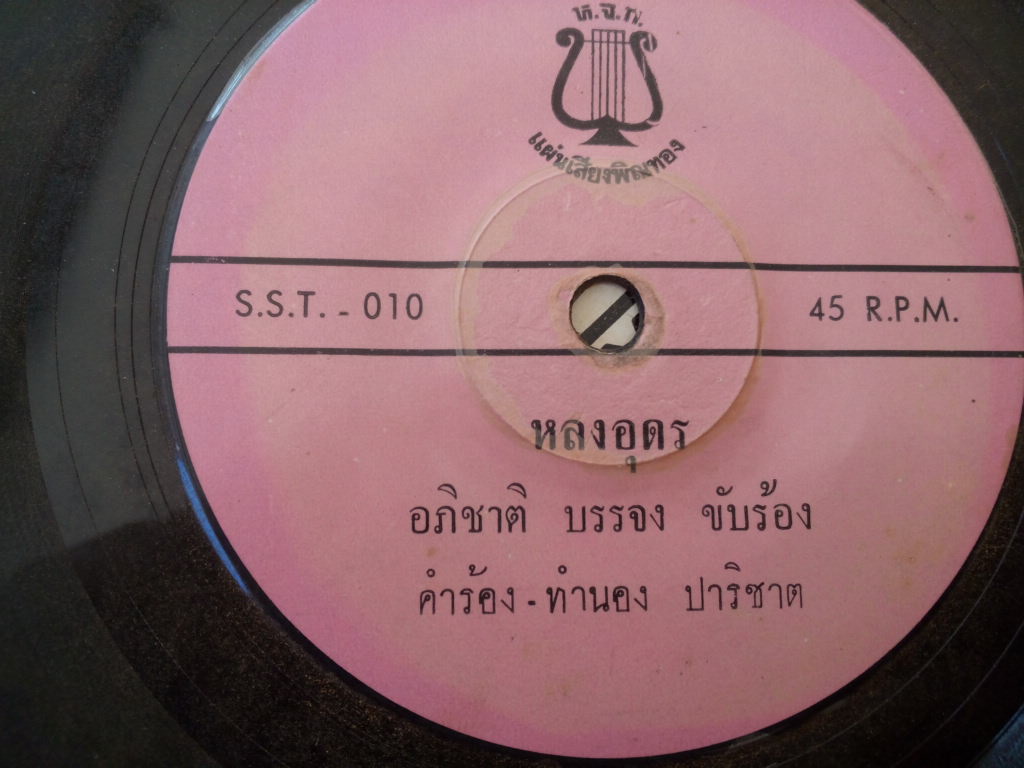 ห.จ.ก.
แผ่นเสียงพิณทอง
S.S.T. - 010
45 R.P.M.
หลงอุดร
อภิชาติ บรรจง ขับร้อง
คำร้อง - ทำนอง ปาริชาต